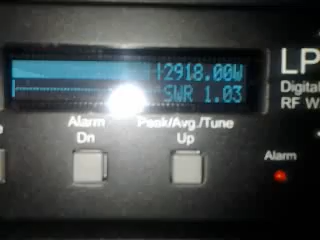 2918.00W
SWR 1.03
LP
Digital
RF W
Alarm
Dn
Peak/Avg./Tune
Up
Alarm